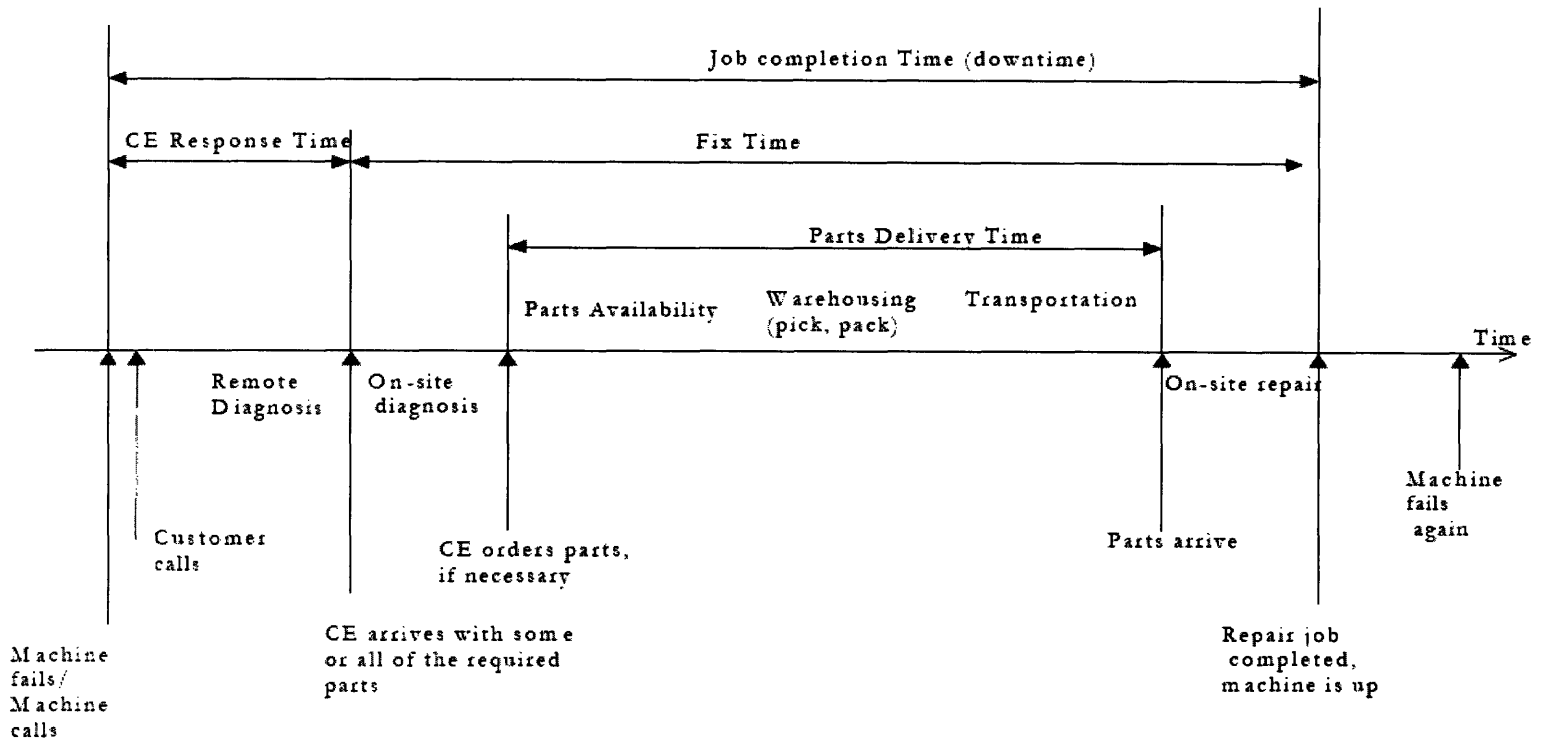 Job completion Time (downtime)
CE Response Time
Fix Time
Parts Delivery Time
Parts Availability
Warehousing
(pick, pack)
Transportation
Time
Remote
Diagnosis
On-site
diagnosis
On-site repair
Customer
calls
CE orders parts,
if necessary
Parts arrive
Machine
fails
again
Machine
fails/
Machine
calls
CE arrives with some
or all of the required
parts
Repair job
completed,
machine is up